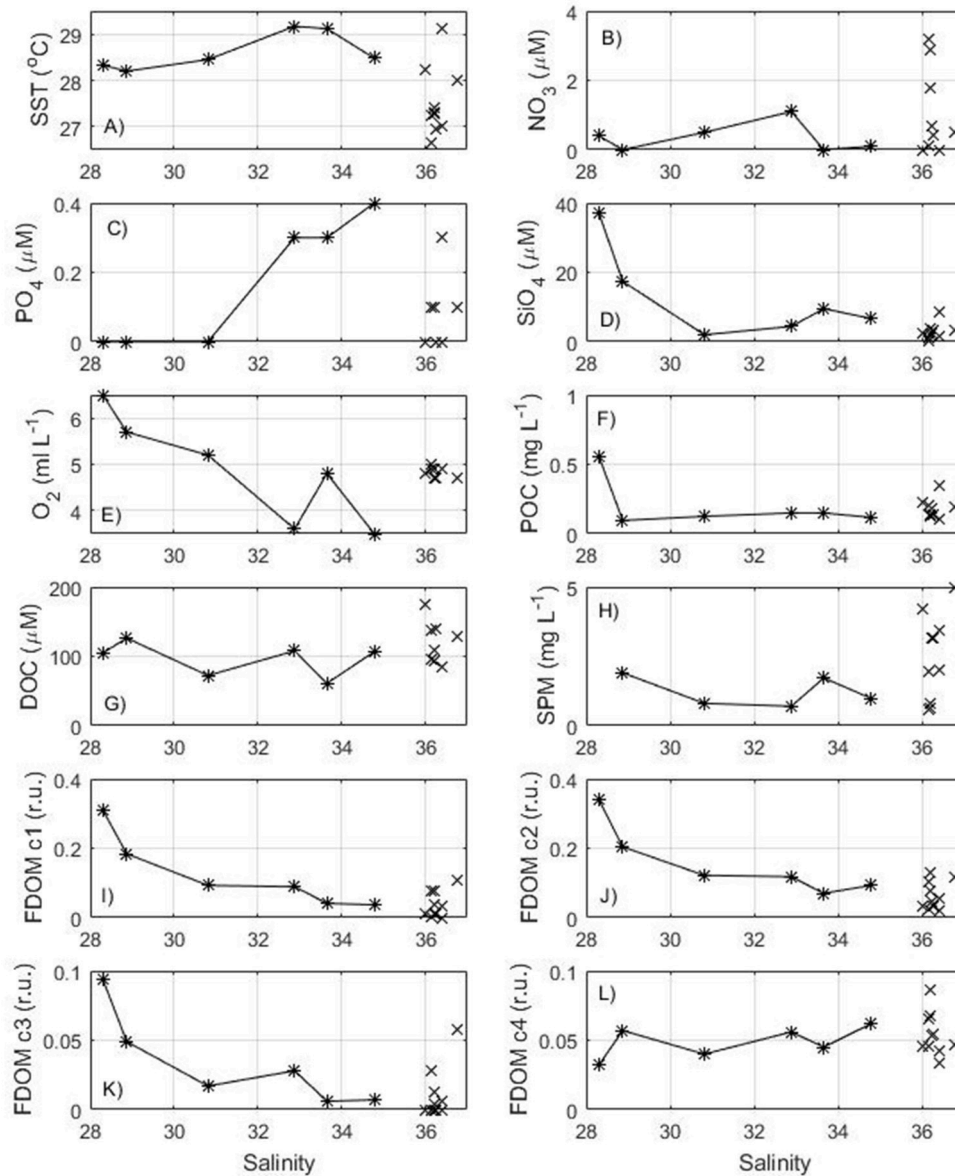 SST (°C)
29
28
27
A)
28 30 32 34 36
NO3 (μM)
4
2
0
B)
28 30 32 34 36
PO4 (μM)
0.4
0.2
0
C)
28 30 32 34 36
SiO4 (μM)
40
20
0
D)
28 30 32 34 36
O2 (ml L-1)
6
5
4
E)
28 30 32 34 36
POC (mg L-1)
1
0.5
0
F)
28 30 32 34 36
DOC (μM)
200
100
0
G)
28 30 32 34 36
SPM (mg L-1)
5
0
H)
28 30 32 34 36
FDOM c1 (r.u.)
0.4
0.2
0
I)
28 30 32 34 36
FDOM c2 (r.u.)
0.4
0.2
0
J)
28 30 32 34 36
FDOM c3 (r.u.)
0.1
0.05
0
K)
28 30 32 34 36
Salinity
FDOM c4 (r.u.)
0.1
0.05
0
L)
28 30 32 34 36
Salinity